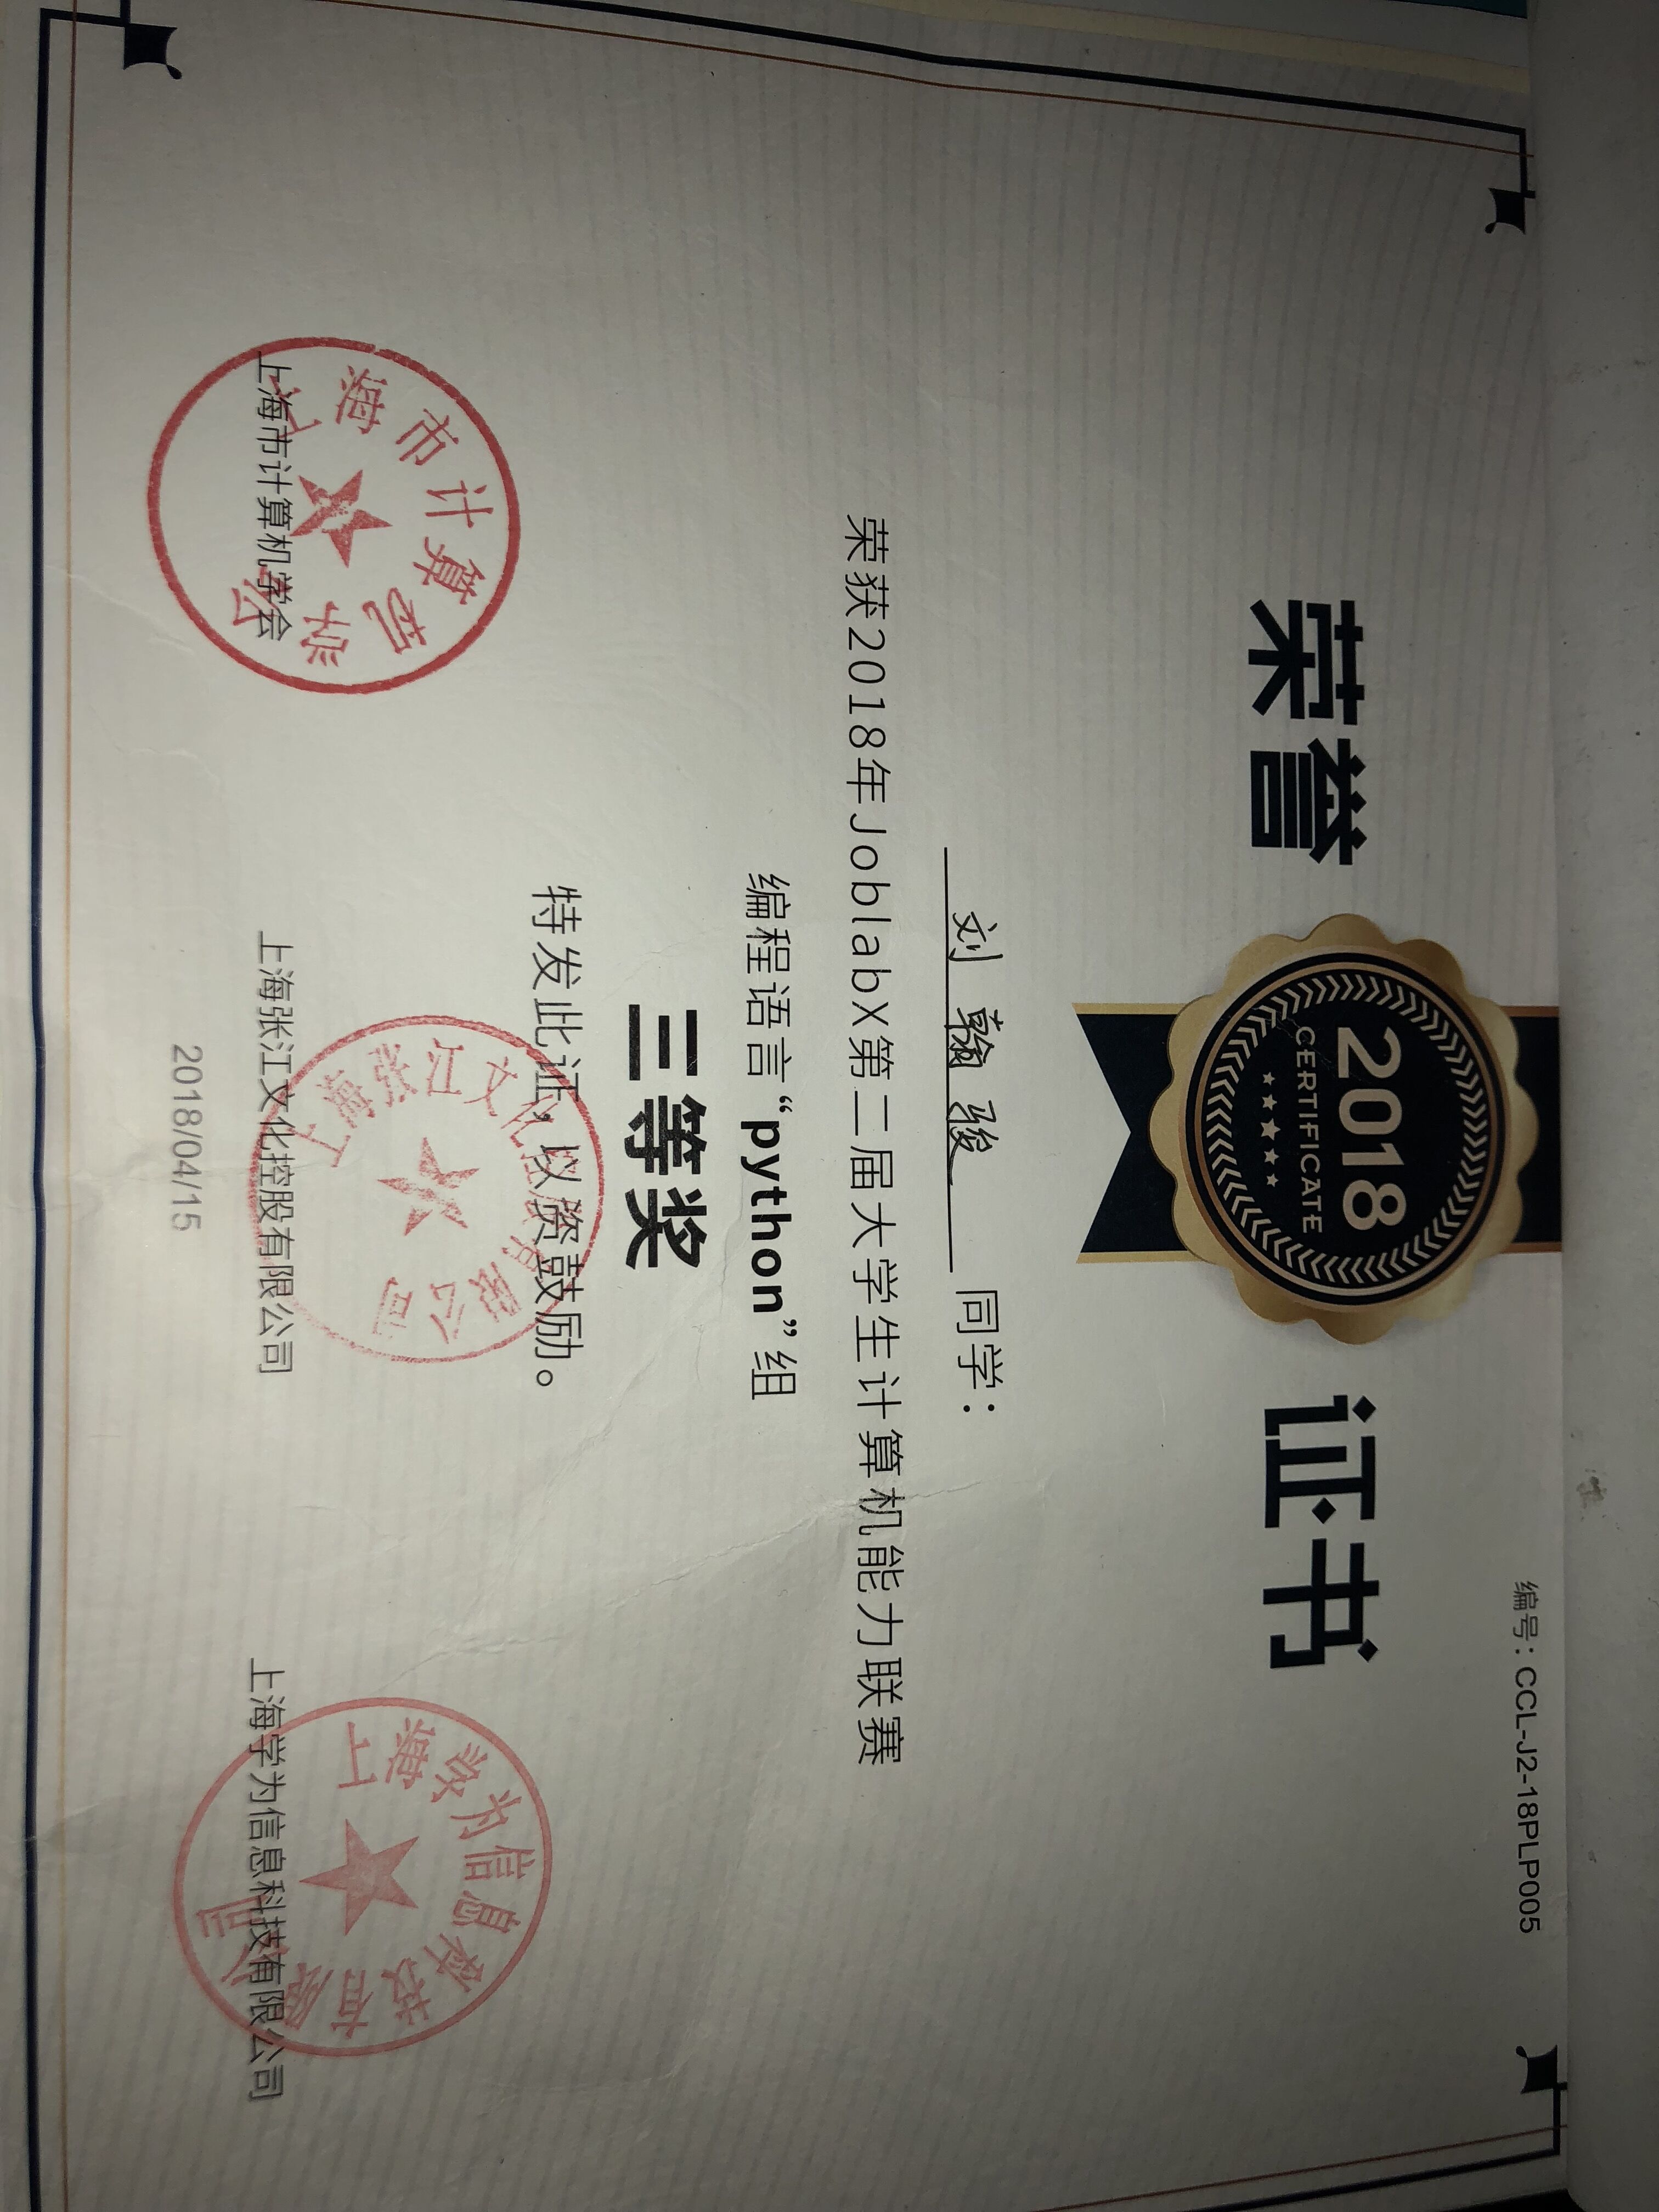 编号：CCL-J2-18PLP005
荣誉
2018
CERTIFICATE
证书
刘翰骏 同学：
荣获2018年JoblabX第二届大学生计算机能力联赛
编程语言“python”组
三等奖
特发此证，以资鼓励。
上海市计算机学会
上海张江文化控股有限公司
上海学为信息科技有限公司
2018/04/15
上海市计算机学会
上海张江文化控股有限公司
上海学为信息科技有限公司